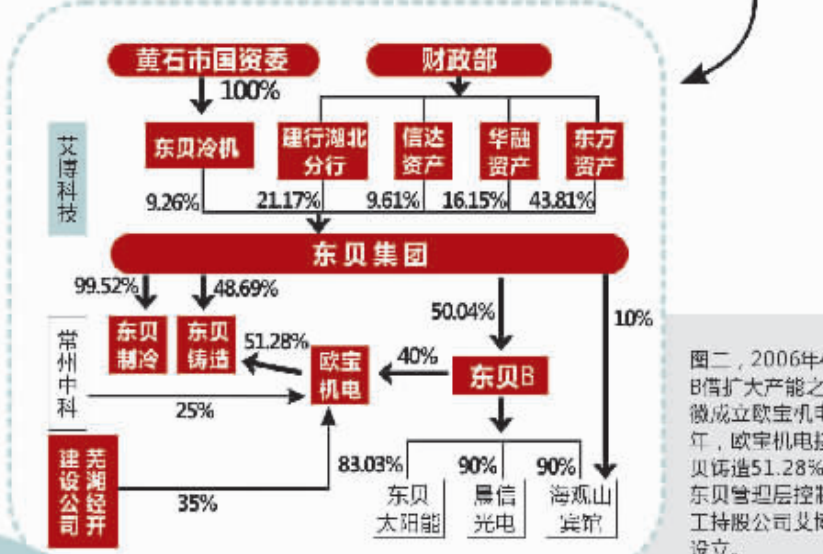 黄石市国资委
财政部
100%
艾博科技
东贝冷机
建行湖北
分行
信达
资产
华融
资产
东方
资产
9.26%
21.17%
9.61%
16.15%
43.81%
东贝集团
99.52%
48.69%
50.04%
10%
常州中科
东贝
制冷
东贝
铸造
51.28%
欧宝
机电
40%
东贝B
25%
芜湖经开
建设公司
35%
83.03%
90%
90%
东贝
太阳能
晨信
光电
海观山
宾馆
图二，2006年4
B借扩大产能之
徽成立欧宝机电
年，欧宝机电控
贝铸造51.28%
东贝管理层控制
工持股公司艾博
设立